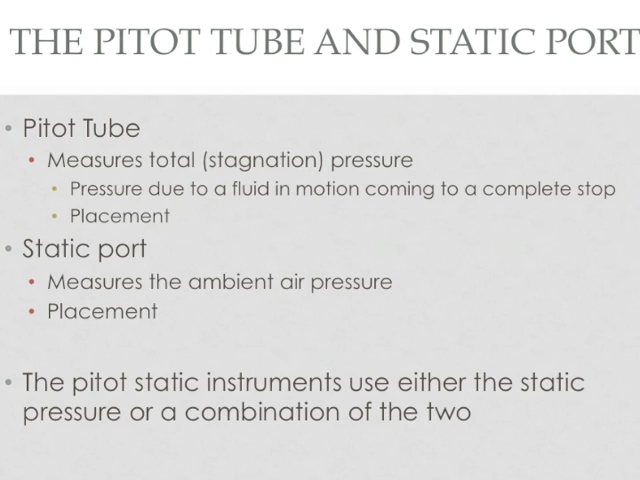 THE PITOT TUBE AND STATIC PORT
• Pitot Tube
• Measures total (stagnation) pressure
• Pressure due to a fluid in motion coming to a complete stop
• Placement
• Static port
• Measures the ambient air pressure
• Placement
• The pitot static instruments use either the static
pressure or a combination of the two